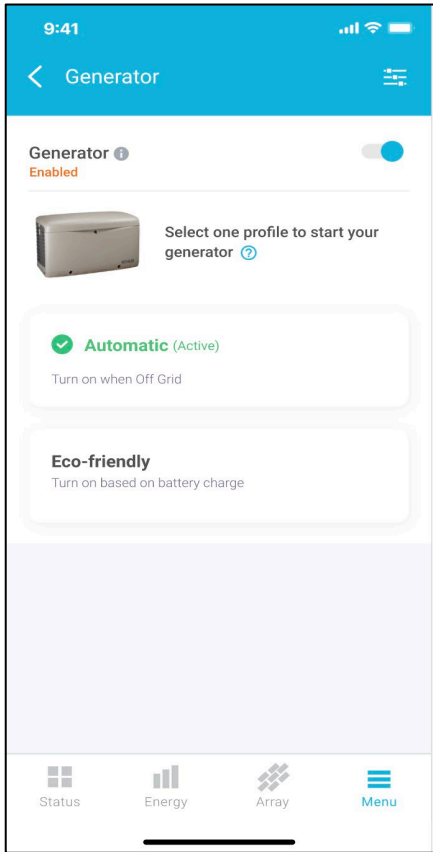 9:41
Generator
Generator
Enabled
Select one profile to start your
generator
Automatic (Active)
Turn on when Off Grid
Eco-friendly
Turn on based on battery charge
Status Energy Array Menu